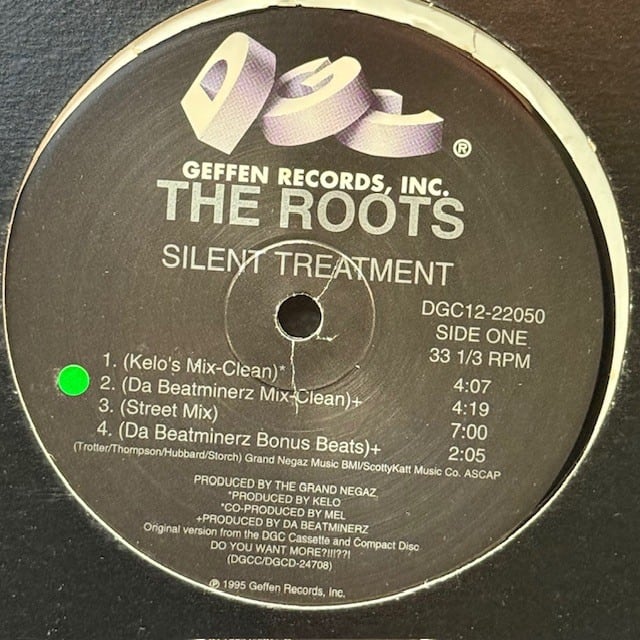 DGC ®
GEFFEN RECORDS, INC.
THE ROOTS
SILENT TREATMENT
DGC12-22050
SIDE ONE
33 1/3 RPM
1. (Kelo's Mix-Clean)* 4:07
2. (Da Beatminerz Mix-Clean)+ 4:19
3. (Street Mix) 7:00
4. (Da Beatminerz Bonus Beats)+ 2:05
(Trotter/Thompson/Hubbard/Storch) Grand Negaz Music BMI/ScottyKatt Music Co. ASCAP
PRODUCED BY THE GRAND NEGAZ
*PRODUCED BY KELO
*CO-PRODUCED BY MEL
+PRODUCED BY DA BEATMINERZ
Original version from the DGC Cassette and Compact Disc
DO YOU WANT MORE?!!!??!
(DGCC/DGCD-24708)
℗ 1995 Geffen Records, Inc.